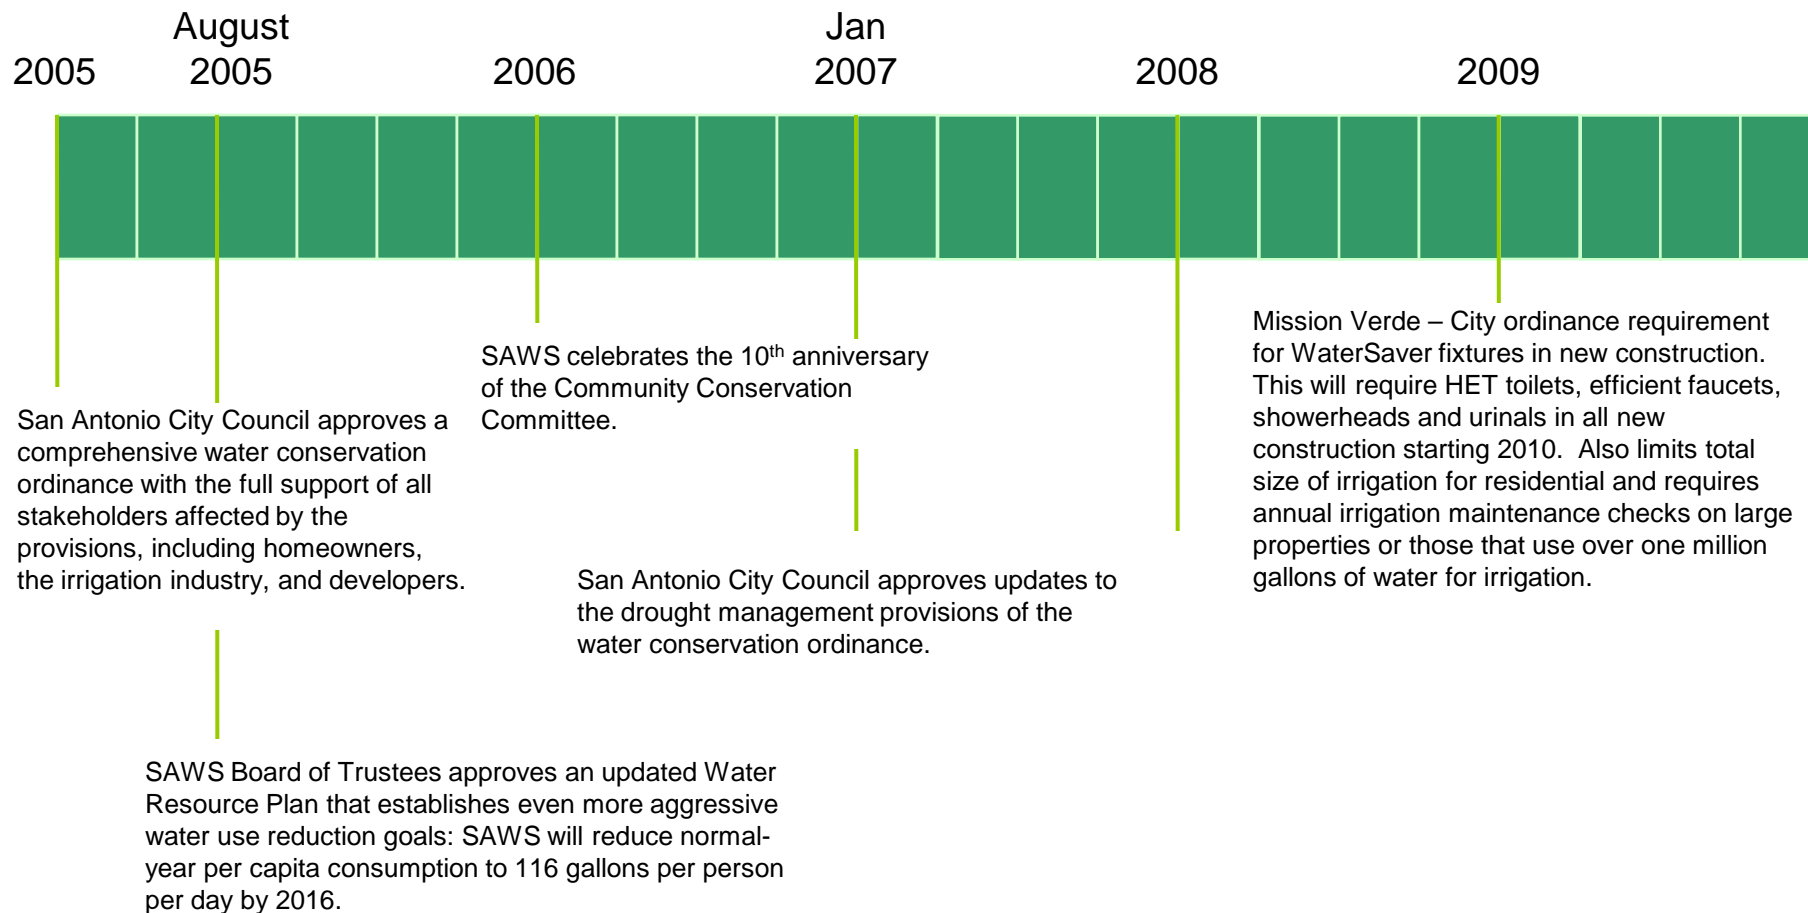 August
Jan
2005
2005
2006
2007
2008
2009
San Antonio City Council approves a
comprehensive water conservation
ordinance with the full support of all
stakeholders affected by the
provisions, including homeowners,
the irrigation industry, and developers.
SAWS Board of Trustees approves an updated Water
Resource Plan that establishes even more aggressive
water use reduction goals: SAWS will reduce normal-
year per capita consumption to 116 gallons per person
per day by 2016.
SAWS celebrates the 10th anniversary
of the Community Conservation
Committee.
San Antonio City Council approves updates to
the drought management provisions of the
water conservation ordinance.
Mission Verde – City ordinance requirement
for WaterSaver fixtures in new construction.
This will require HET toilets, efficient faucets,
showerheads and urinals in all new
construction starting 2010.  Also limits total
size of irrigation for residential and requires
annual irrigation maintenance checks on large
properties or those that use over one million
gallons of water for irrigation.